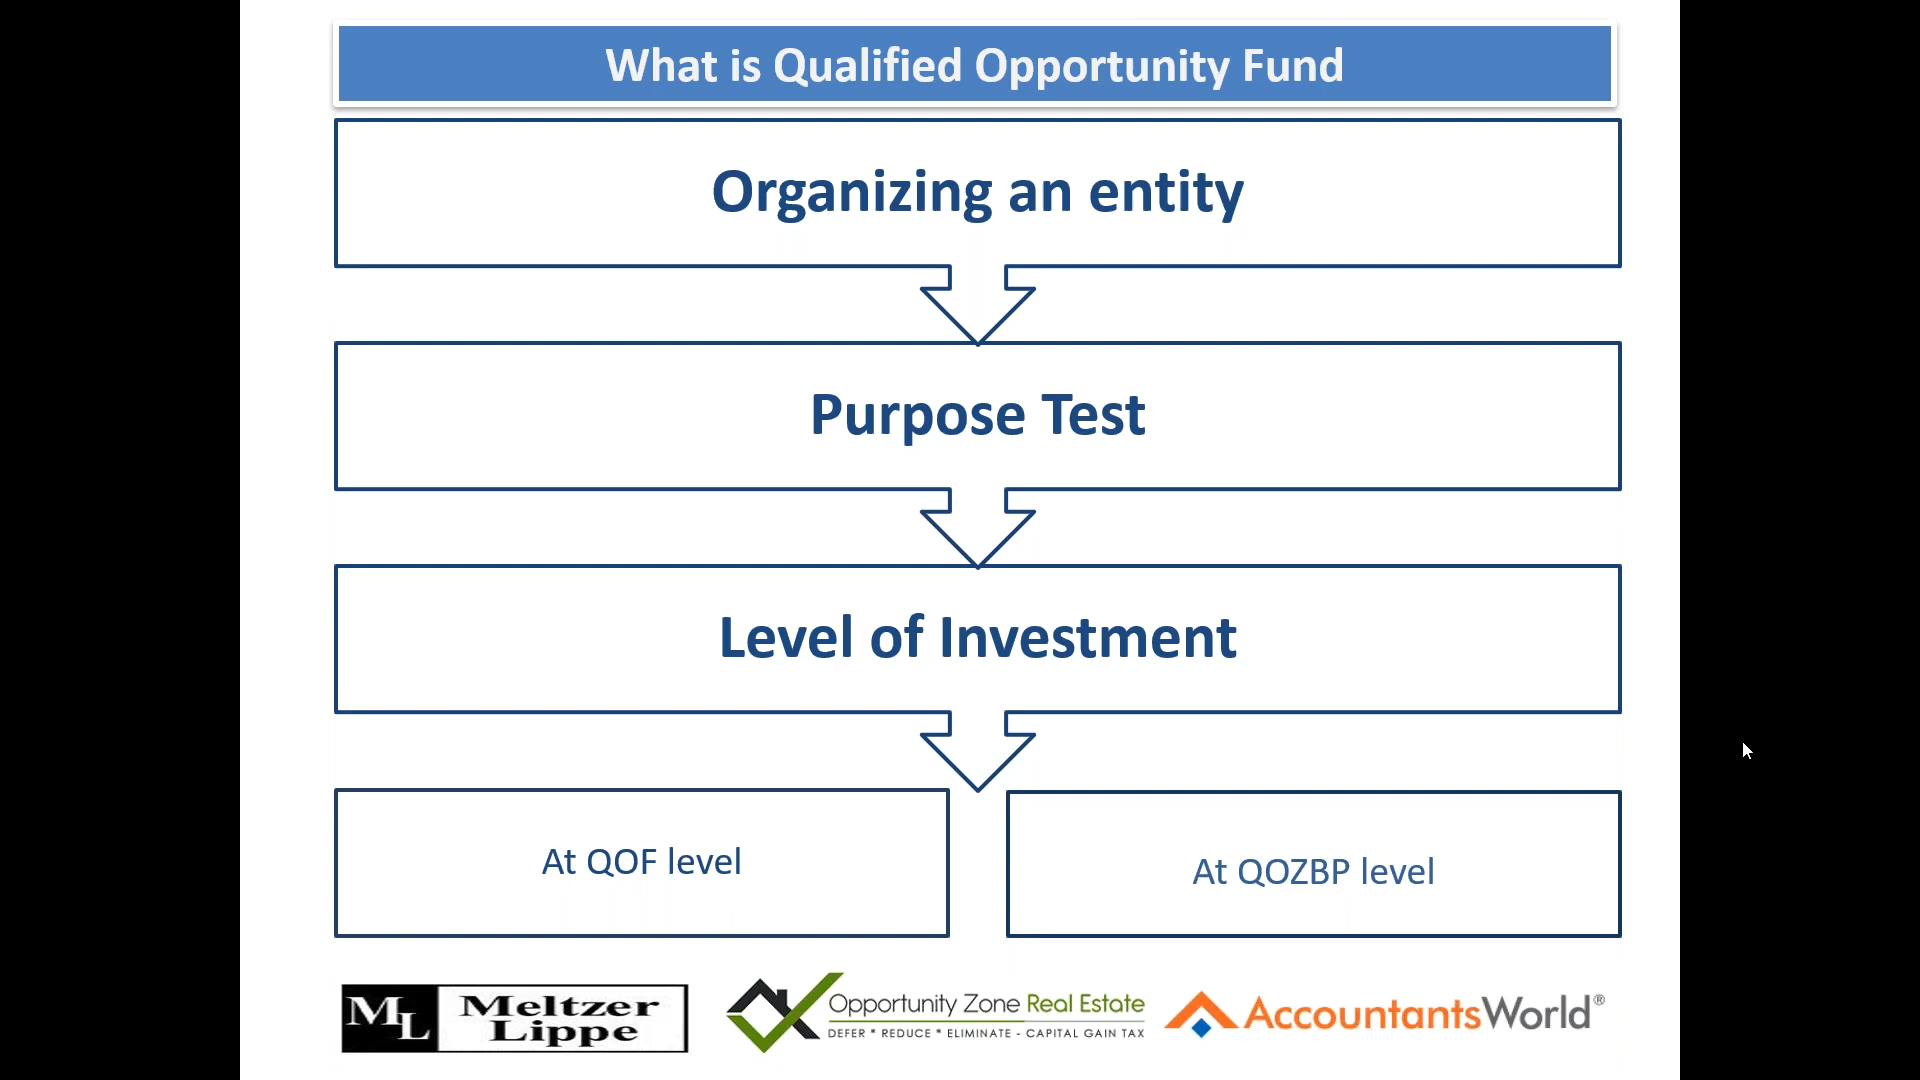 What is Qualified Opportunity Fund
Organizing an entity
Purpose Test
Level of Investment
At QOF level
At QOZBP level
ML
Meltzer
Lippe
Opportunity Zone Real Estate
DEFER * REDUCE * ELIMINATE - CAPITAL GAIN TAX
AccountantsWorld®